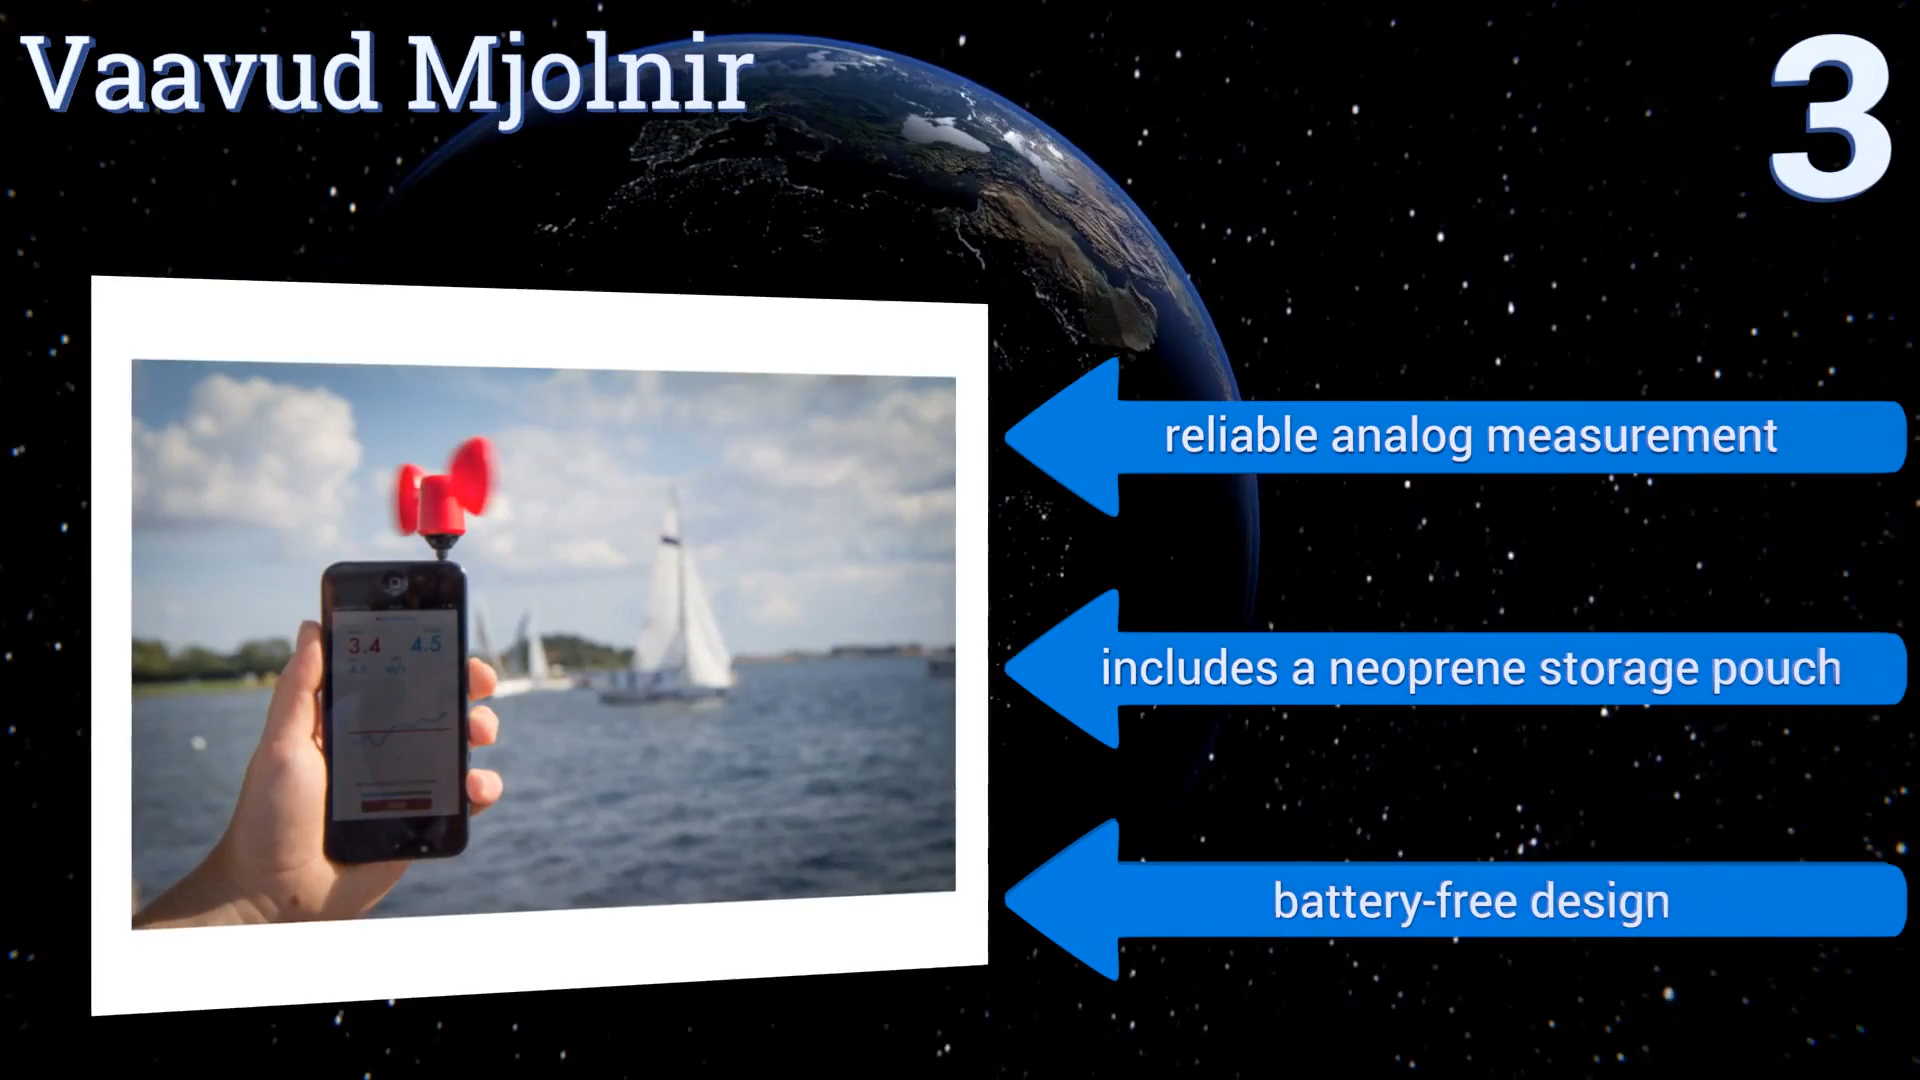 Vaavud Mjolnir
3
reliable analog measurement
includes a neoprene storage pouch
battery-free design
3.4 4.5